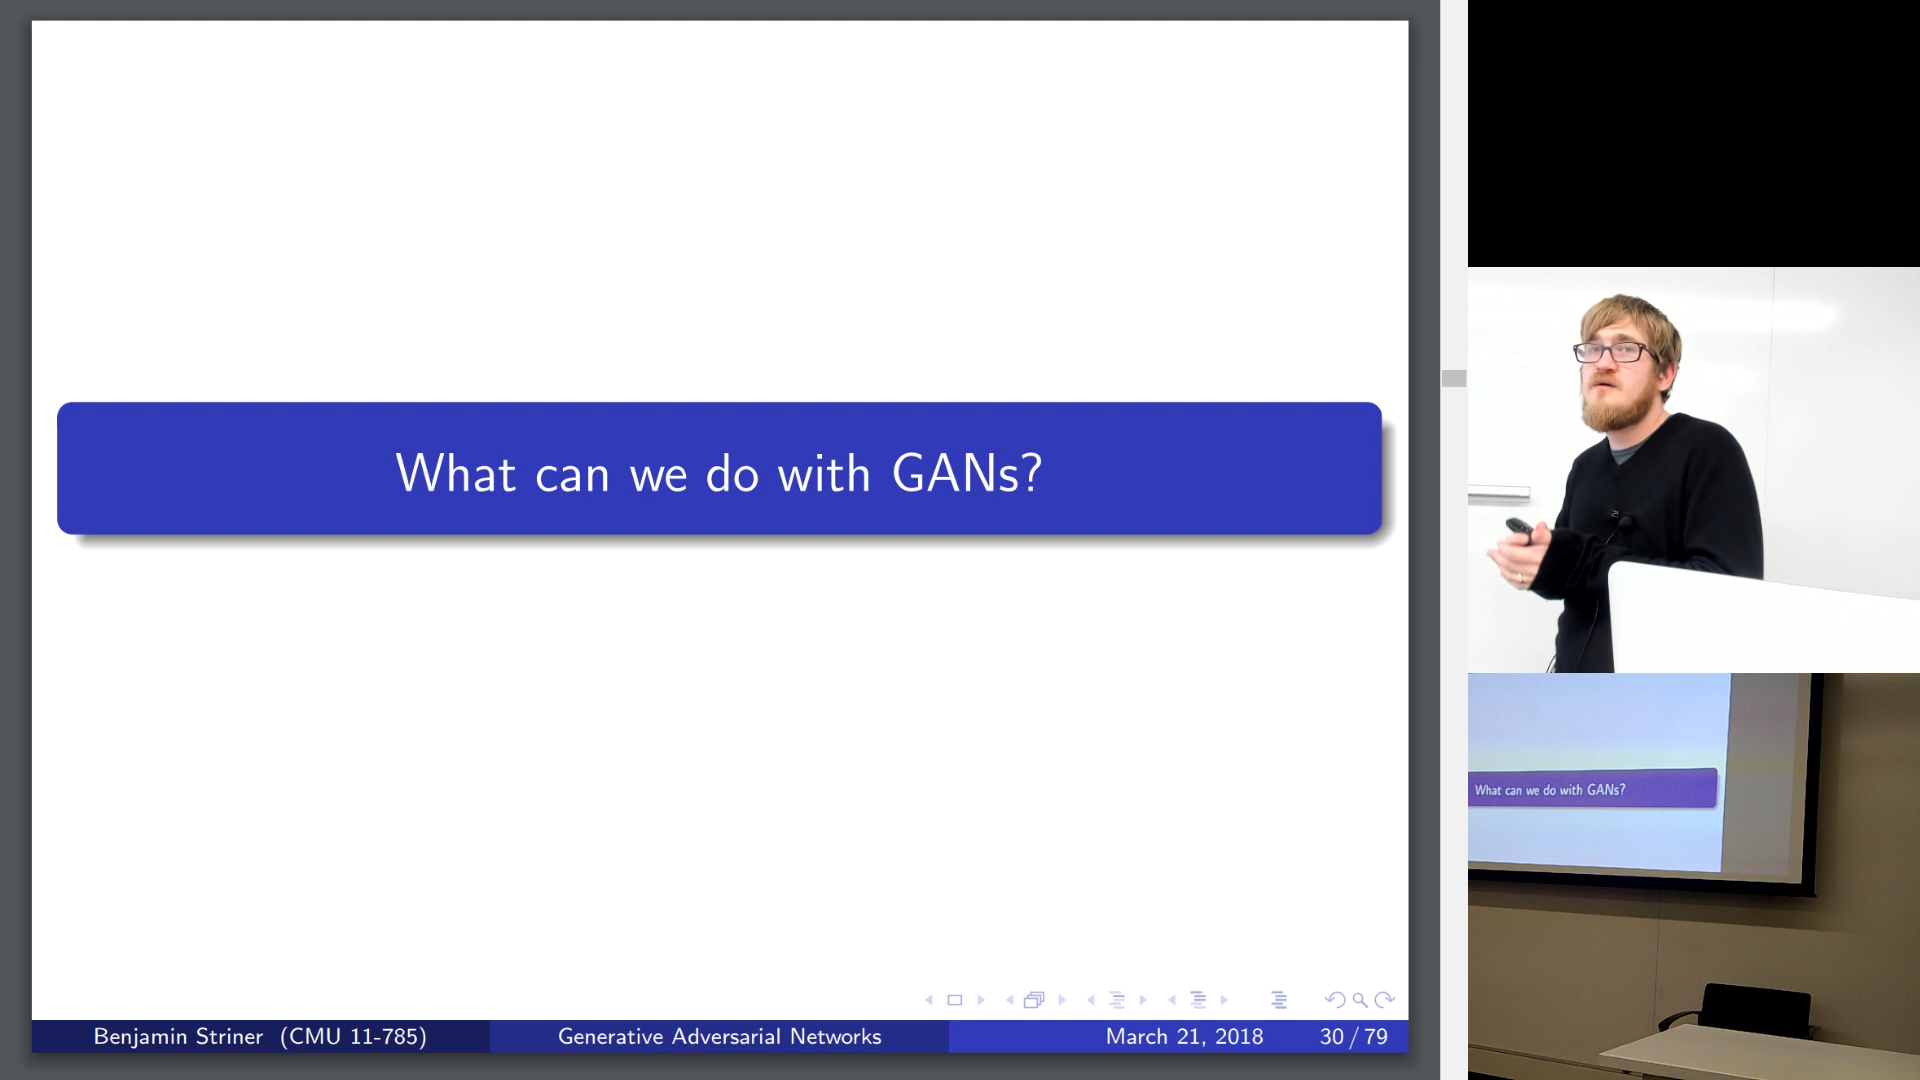 What can we do with GANs?
Benjamin Striner (CMU 11-785) Generative Adversarial Networks March 21, 2018 30 / 79
What can we do with GANs?